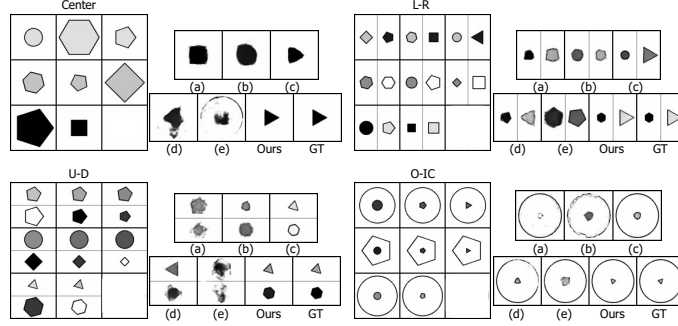 Center
(a) (b) (c)
(d) (e) Ours GT
L-R
(a) (b) (c)
(d) (e) Ours GT
U-D
(a) (b) (c)
(d) (e) Ours GT
O-IC
(a) (b) (c)
(d) (e) Ours GT